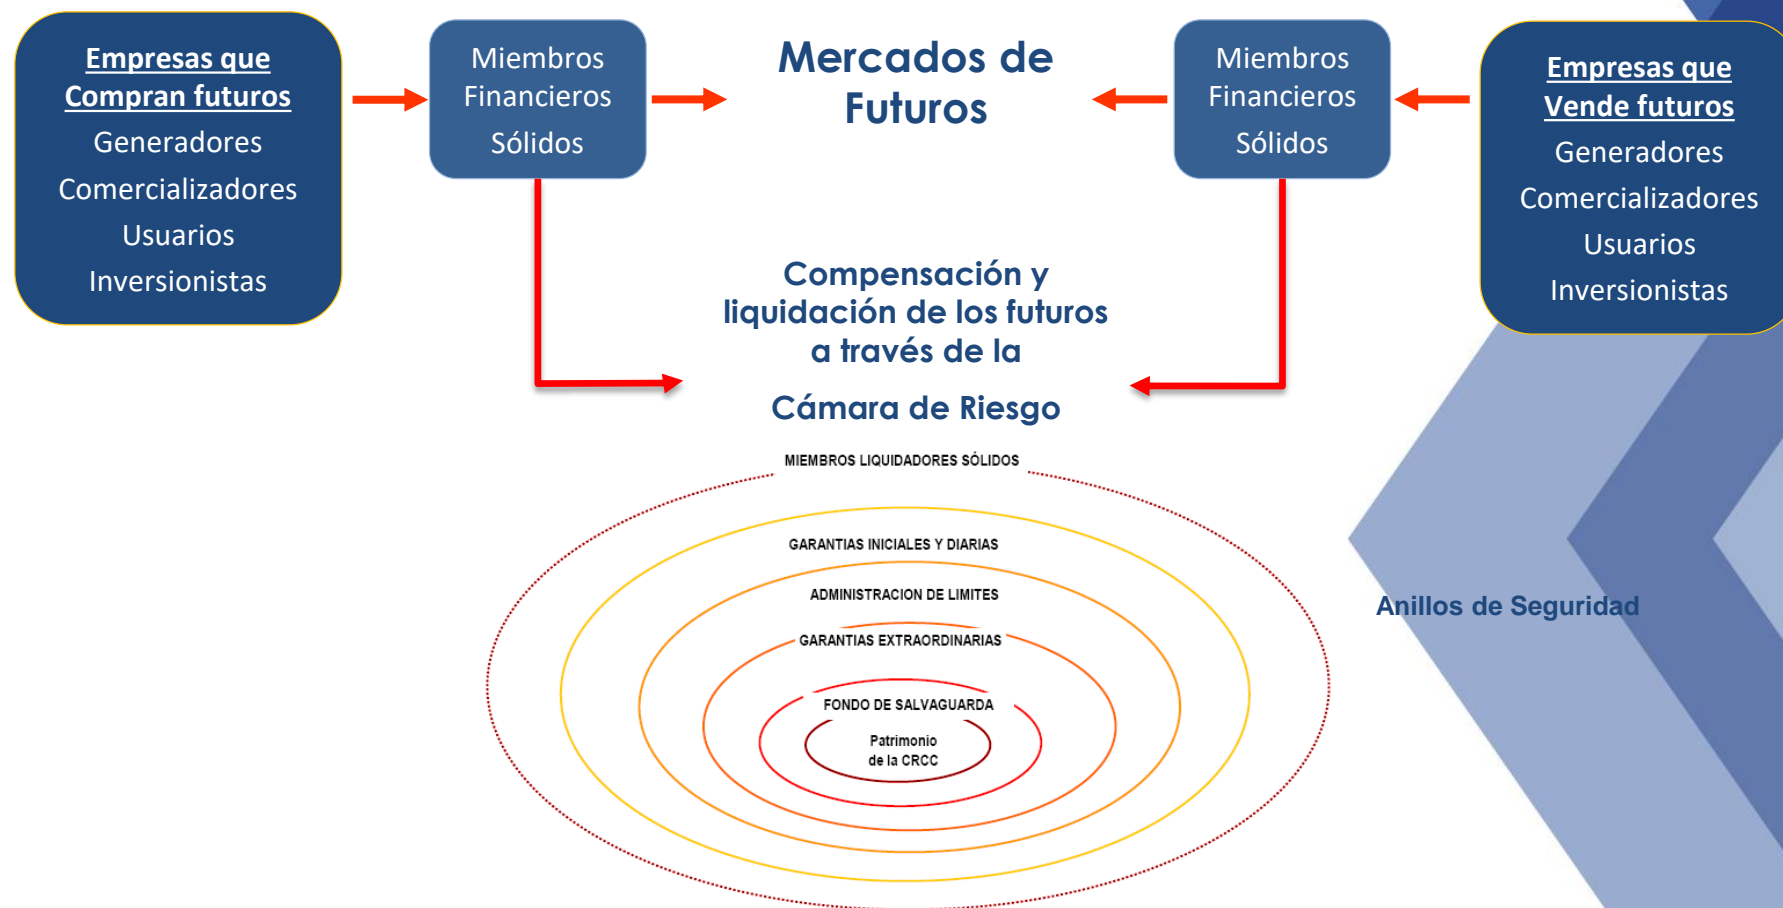 Empresas que
Compran futuros
Generadores
Comercializadores
Usuarios
Inversionistas
Miembros
Financieros
Sólidos
Mercados de
Futuros
Miembros
Financieros
Sólidos
Empresas que
Vende futuros
Generadores
Comercializadores
Usuarios
Inversionistas
Compensación y
liquidación de los futuros
a través de la
Cámara de Riesgo
MIEMBROS LIQUIDADORES SÓLIDOS
GARANTIAS INICIALES Y DIARIAS
ADMINISTRACION DE LIMITES
GARANTIAS EXTRAORDINARIAS
FONDO DE SALVAGUARDA
Patrimonio
de la CRCC
Anillos de Seguridad